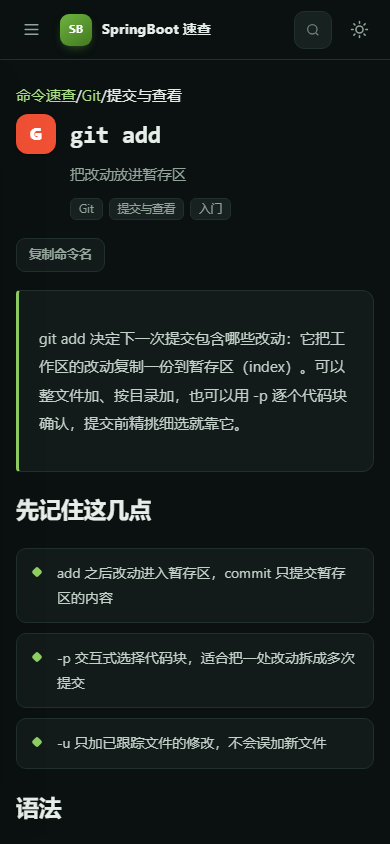 SB SpringBoot 速查
命令速查/Git/提交与查看
G git add
把改动放进暂存区
Git 提交与查看 入门
复制命令名
git add 决定下一次提交包含哪些改动：它把工
作区的改动复制一份到暂存区（index）。可以
整文件加、按目录加，也可以用 -p 逐个代码块
确认，提交前精挑细选就靠它。
先记住这几点
add 之后改动进入暂存区，commit 只提交暂存
区的内容
-p 交互式选择代码块，适合把一处改动拆成多次
提交
-u 只加已跟踪文件的修改，不会误加新文件
语法